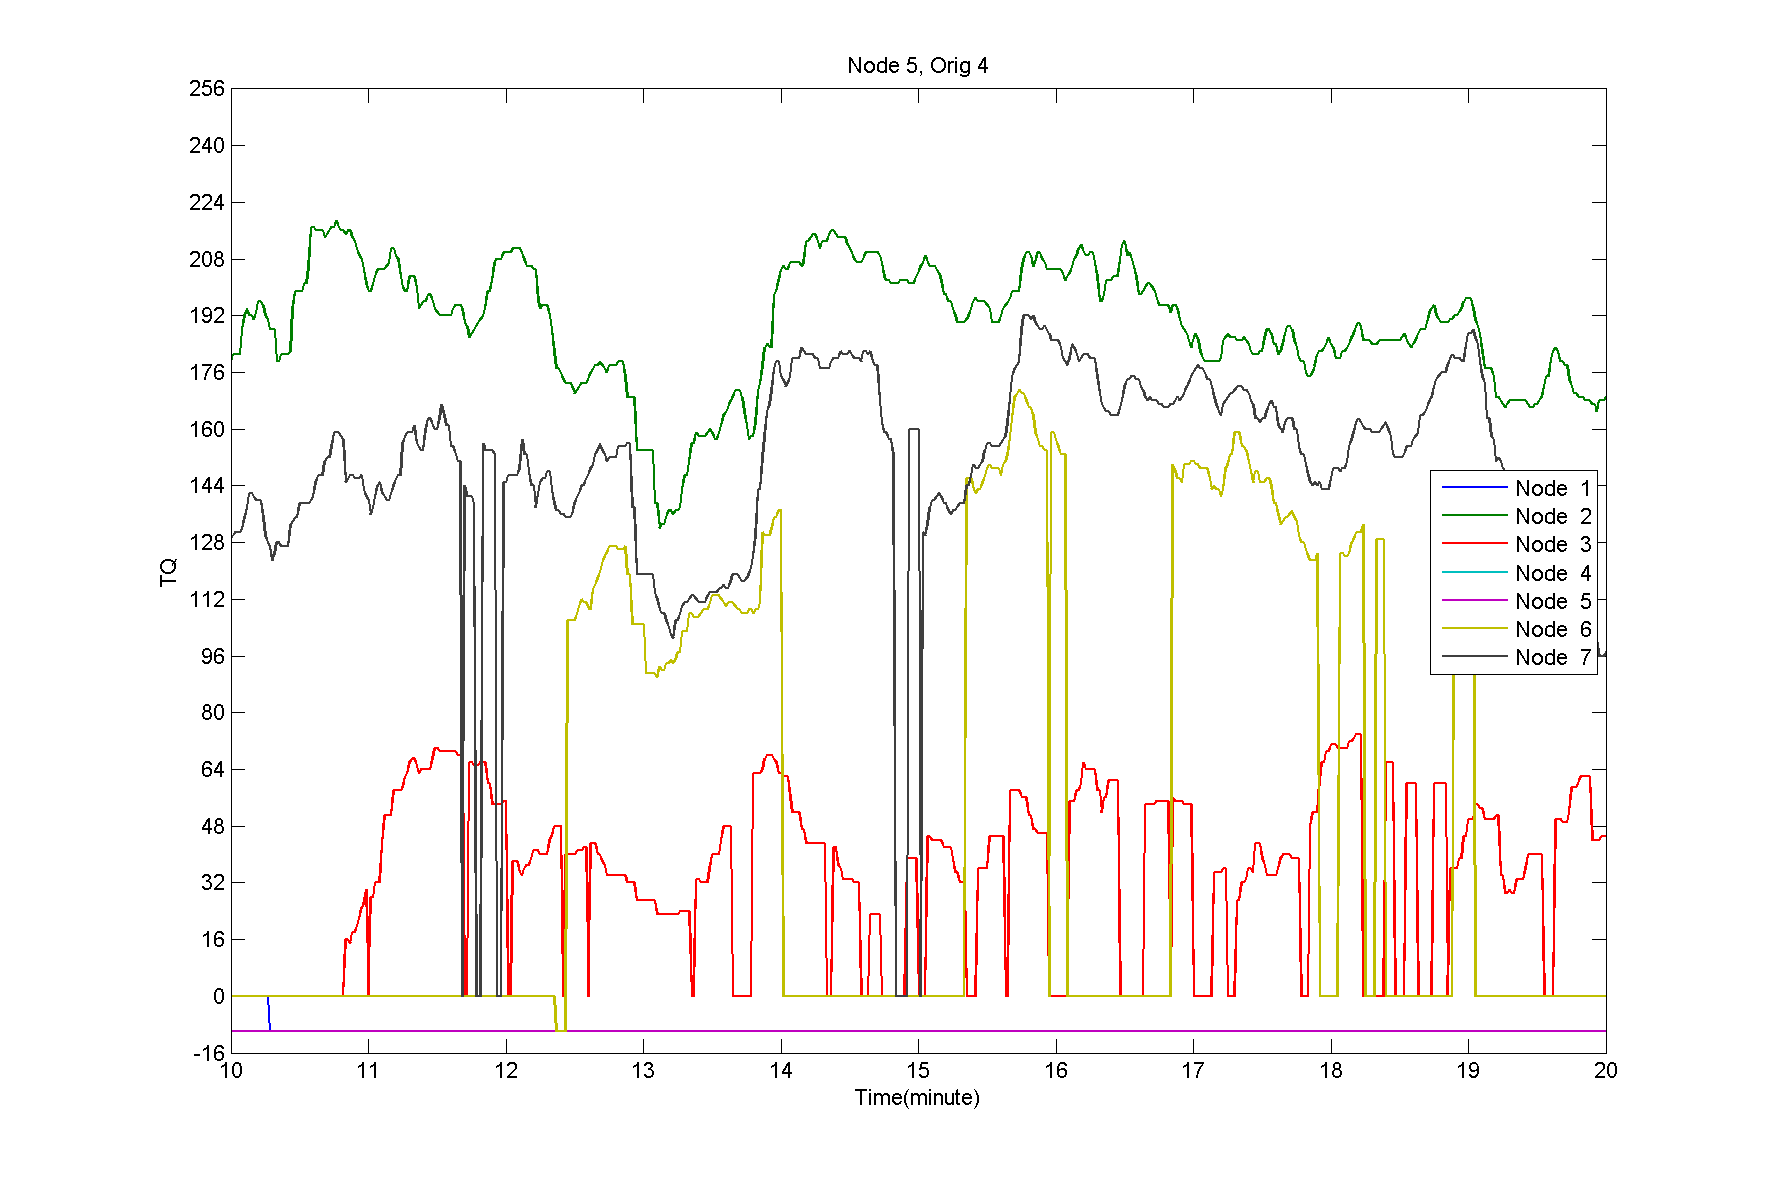 Node 5, Orig 4
256
240
224
208
192
176
160
144
128
112
96
80
64
48
32
16
0
-16
TQ
Node 1
Node 2
Node 3
Node 4
Node 5
Node 6
Node 7
10 11 12 13 14 15 16 17 18 19 20
Time(minute)